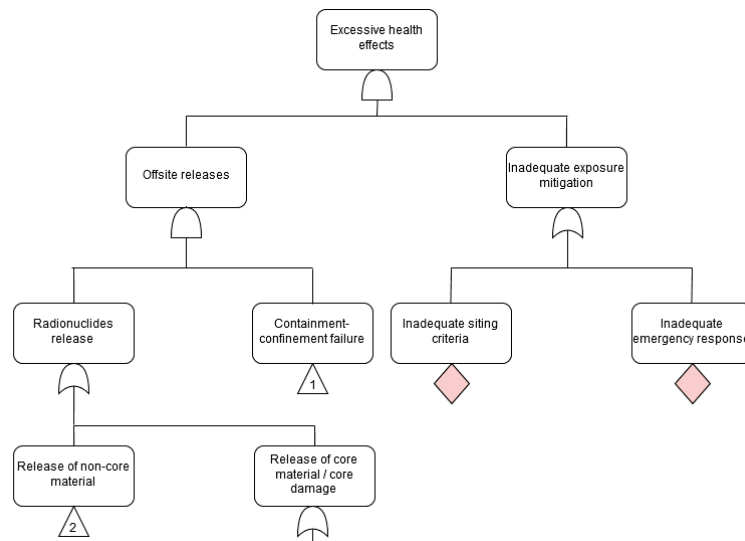 Excessive health
effects
Offsite releases
Inadequate exposure
mitigation
Radionuclides
release
Containment-
confinement failure
Inadequate siting
criteria
Inadequate
emergency response
1
Release of non-core
material
Release of core
material / core
damage
2